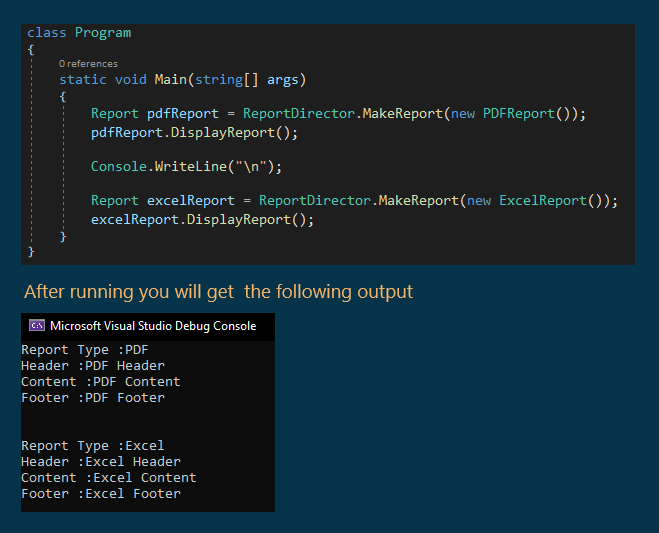 class Program
{
0 references
static void Main(string[] args)
{
Report pdfReport = ReportDirector.MakeReport(new PDFReport());
pdfReport.DisplayReport();
Console.WriteLine("\n");
Report excelReport = ReportDirector.MakeReport(new ExcelReport());
excelReport.DisplayReport();
}
}
After running you will get the following output
C:\ Microsoft Visual Studio Debug Console
Report Type :PDF
Header :PDF Header
Content :PDF Content
Footer :PDF Footer
Report Type :Excel
Header :Excel Header
Content :Excel Content
Footer :Excel Footer